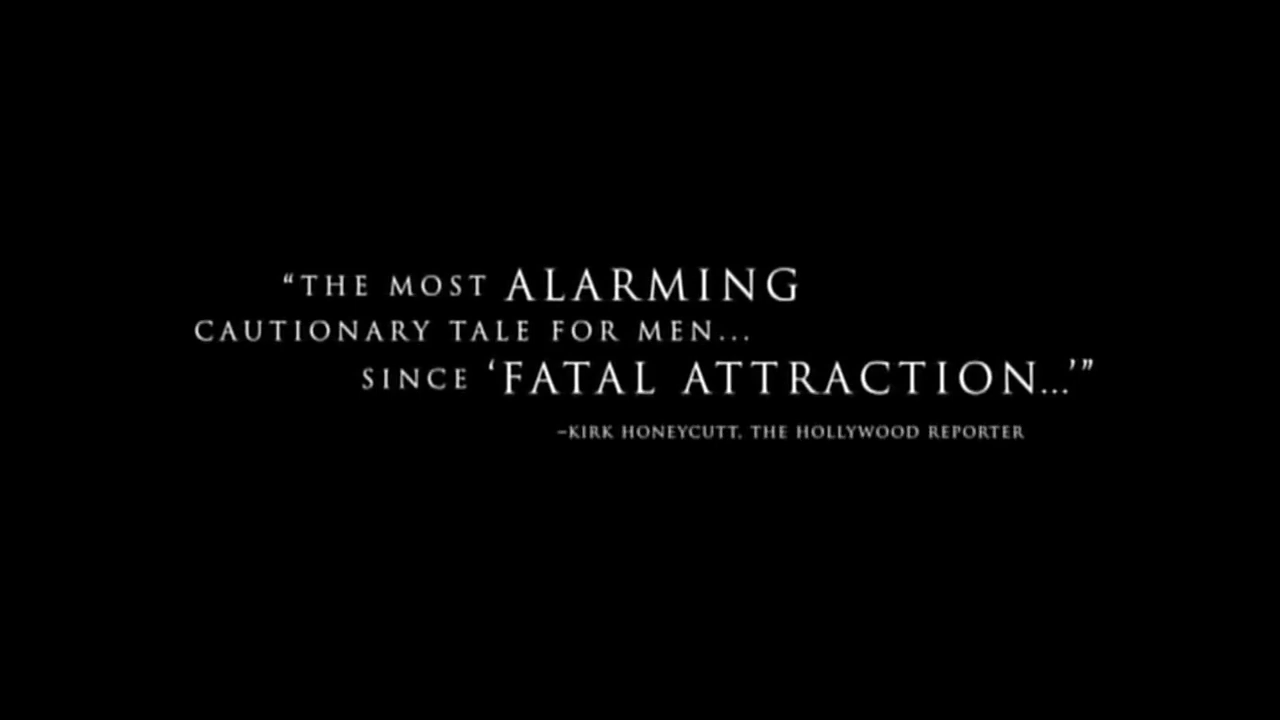 “THE MOST ALARMING
CAUTIONARY TALE FOR MEN...
SINCE ‘FATAL ATTRACTION...’”
–KIRK HONEYCUTT, THE HOLLYWOOD REPORTER